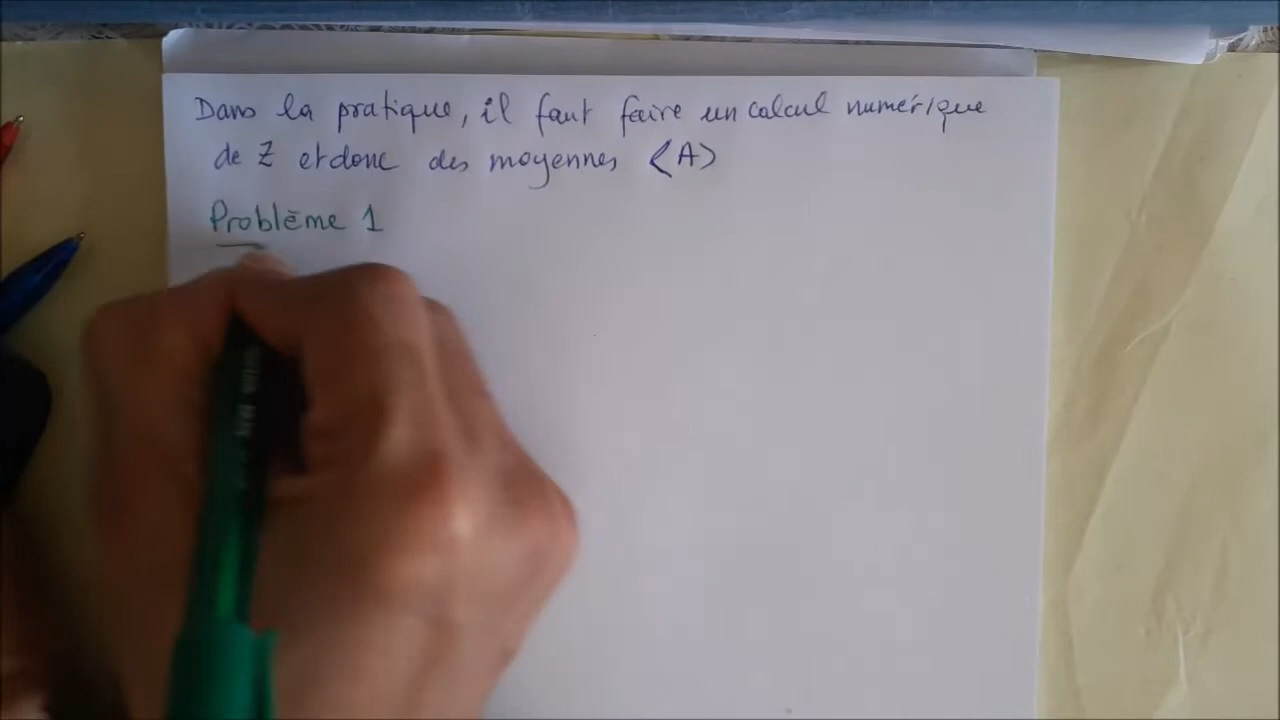 Dans la pratique, il faut faire un calcul numérique
de Z et donc des moyennes <A>
Problème 1